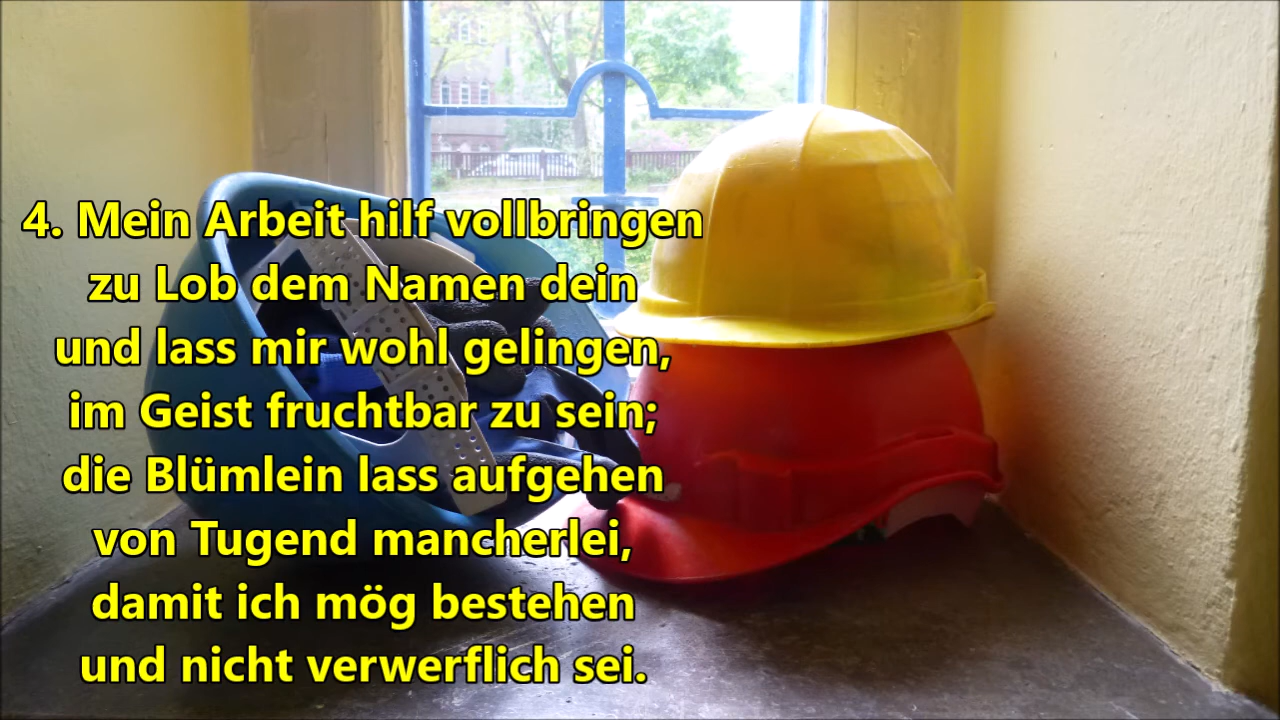 4. Mein Arbeit hilf vollbringen
zu Lob dem Namen dein
und lass mir wohl gelingen,
im Geist fruchtbar zu sein;
die Blümlein lass aufgehen
von Tugend mancherlei,
damit ich mög bestehen
und nicht verwerflich sei.